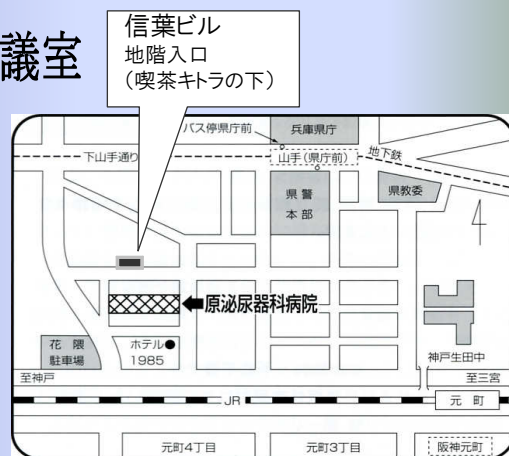 議室
信葉ビル
地階入口
(喫茶キトラの下)
バス停県庁前
兵庫県庁
下山手通り
山手(県庁前)
地下鉄
県警
本部
県教委
原泌尿器科病院
花隈
駐車場
ホテル
1985
神戸生田中
至神戸
至三宮
JR
元町
元町4丁目
元町3丁目
阪神元町